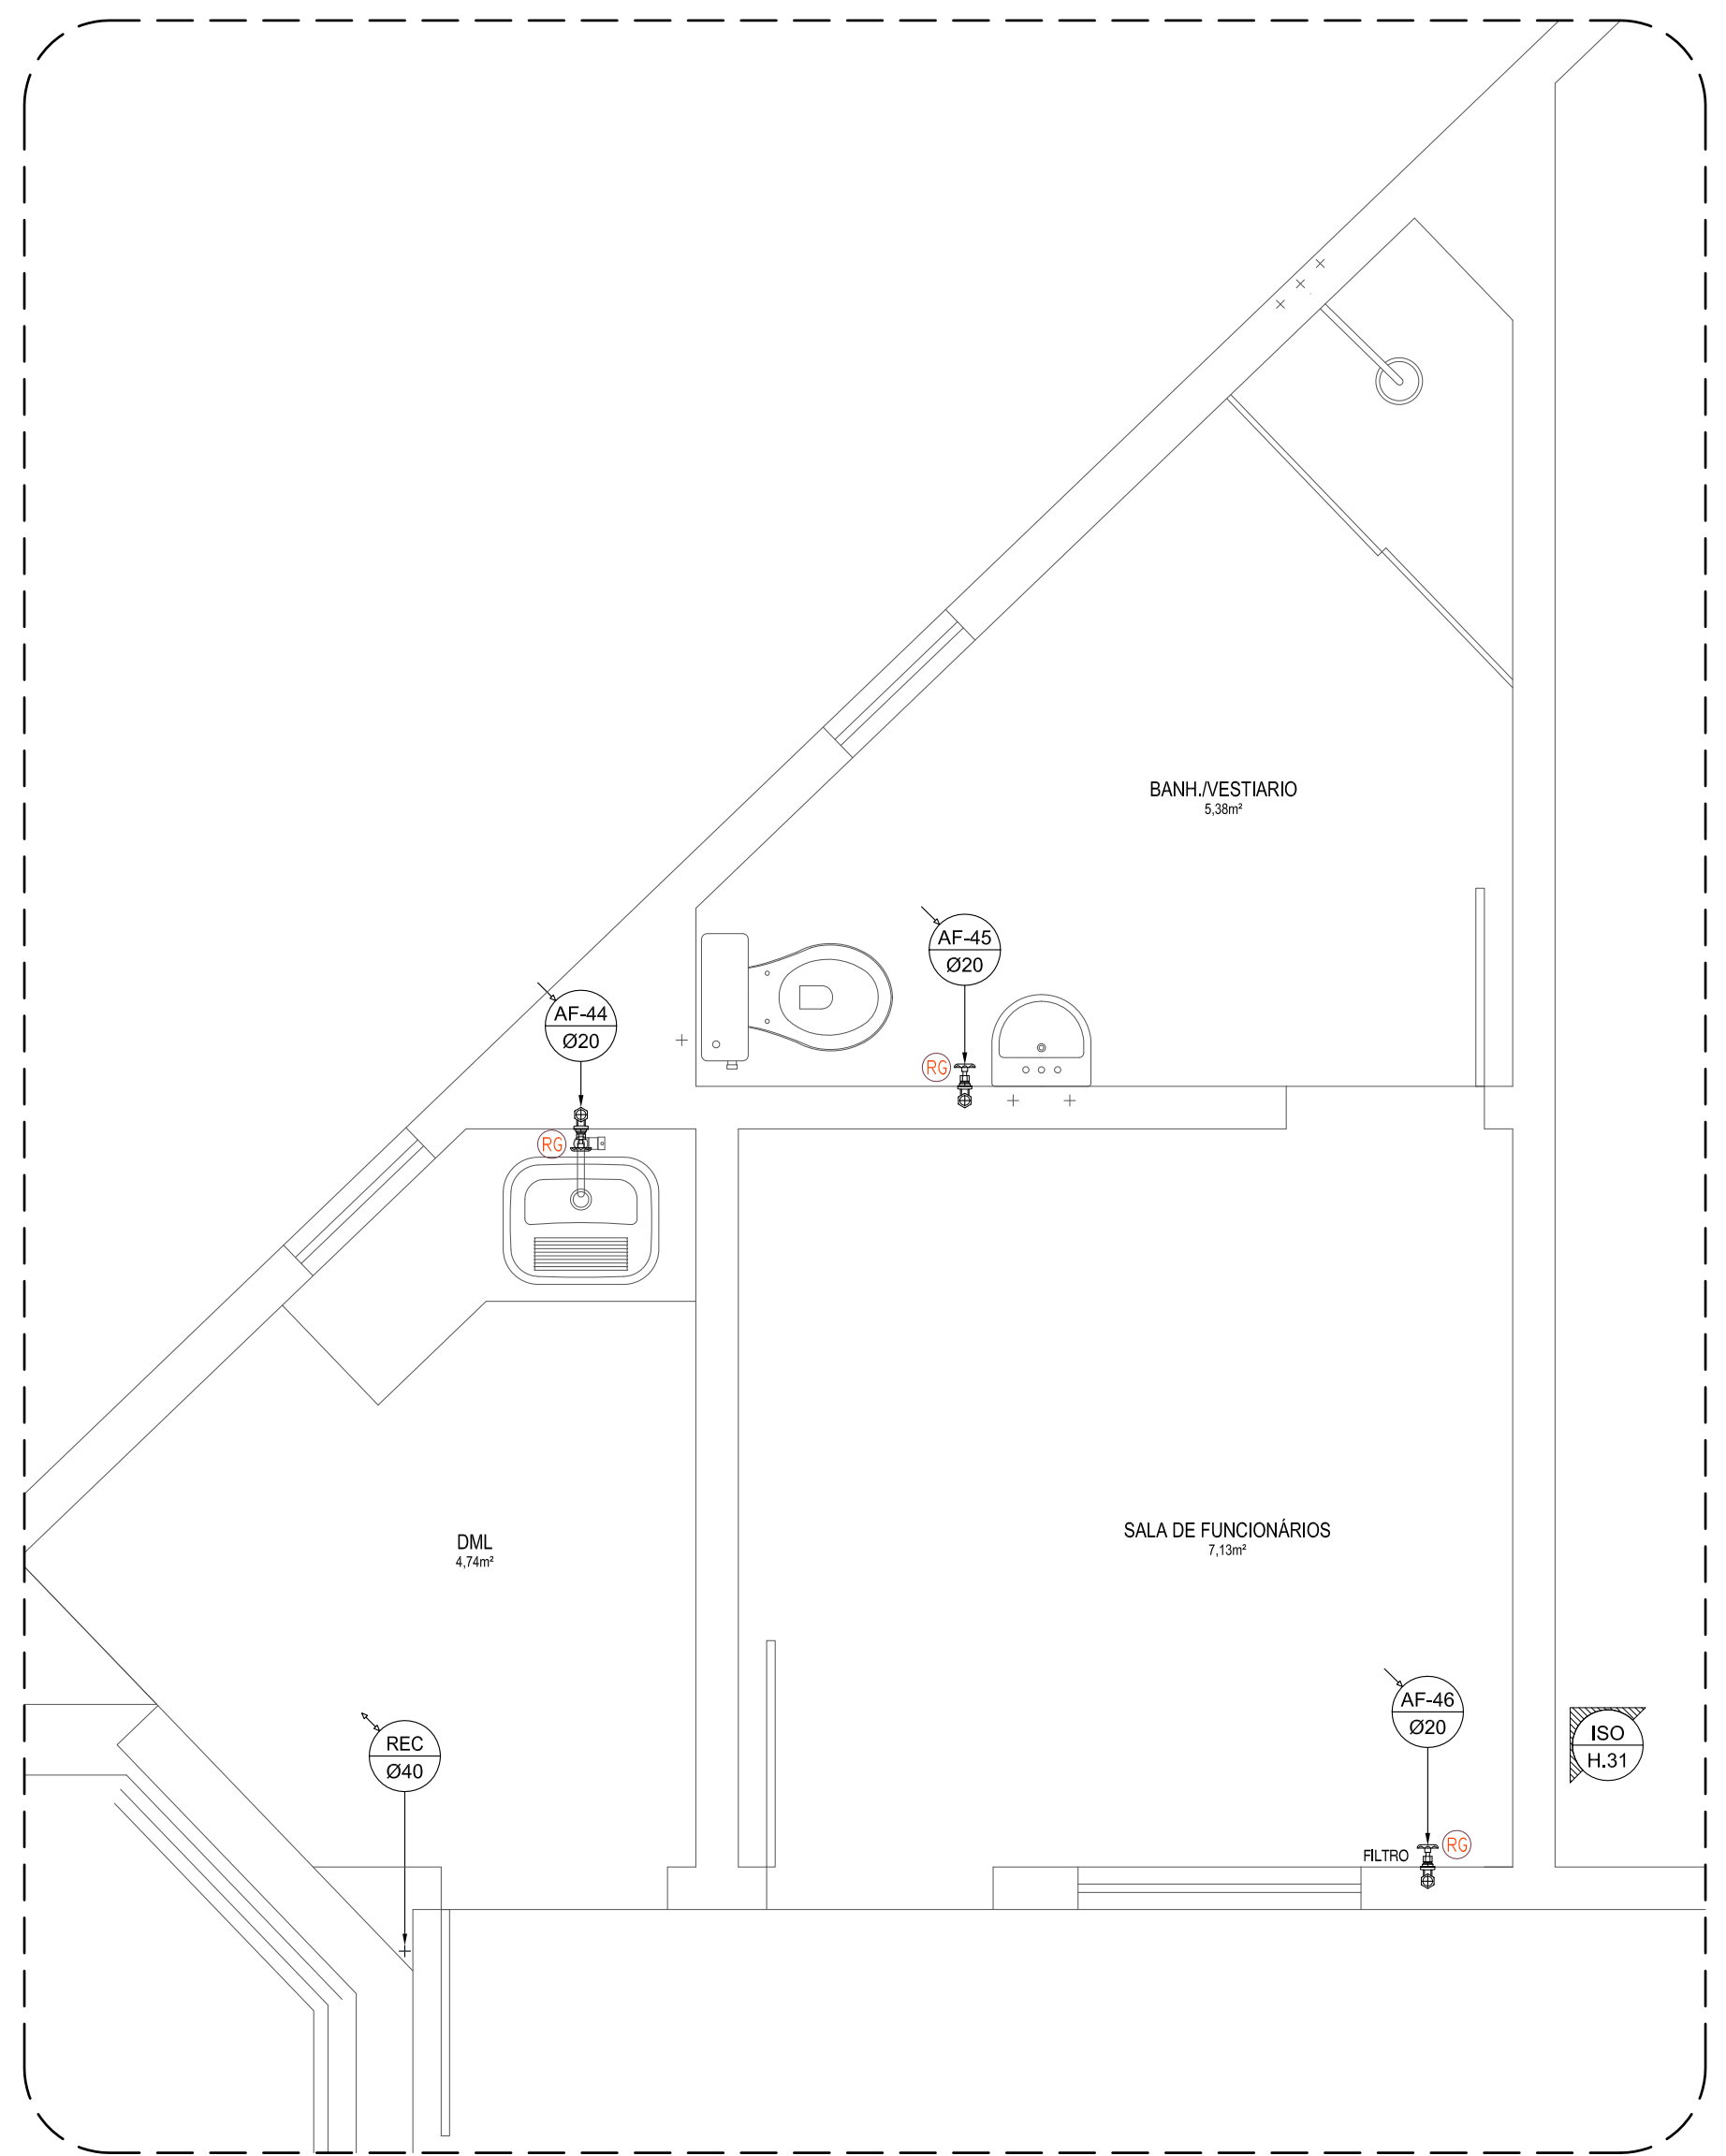 BANH./VESTIARIO
5,38m²
AF-45
Ø20
AF-44
Ø20
RG
RG
SALA DE FUNCIONÁRIOS
7,13m²
DML
4,74m²
AF-46
Ø20
REC
Ø40
ISO
H.31
FILTRO
RG